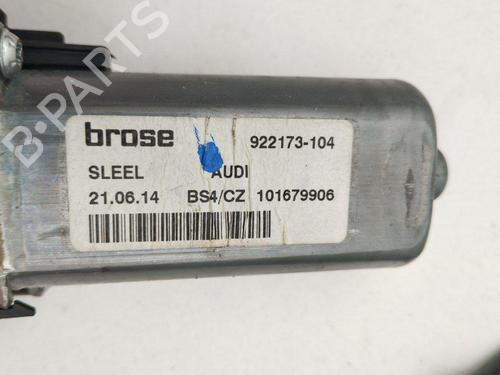 brose 922173-104
SLEEL AUDI
21.06.14 BS4/CZ 101679906
B-PARTS